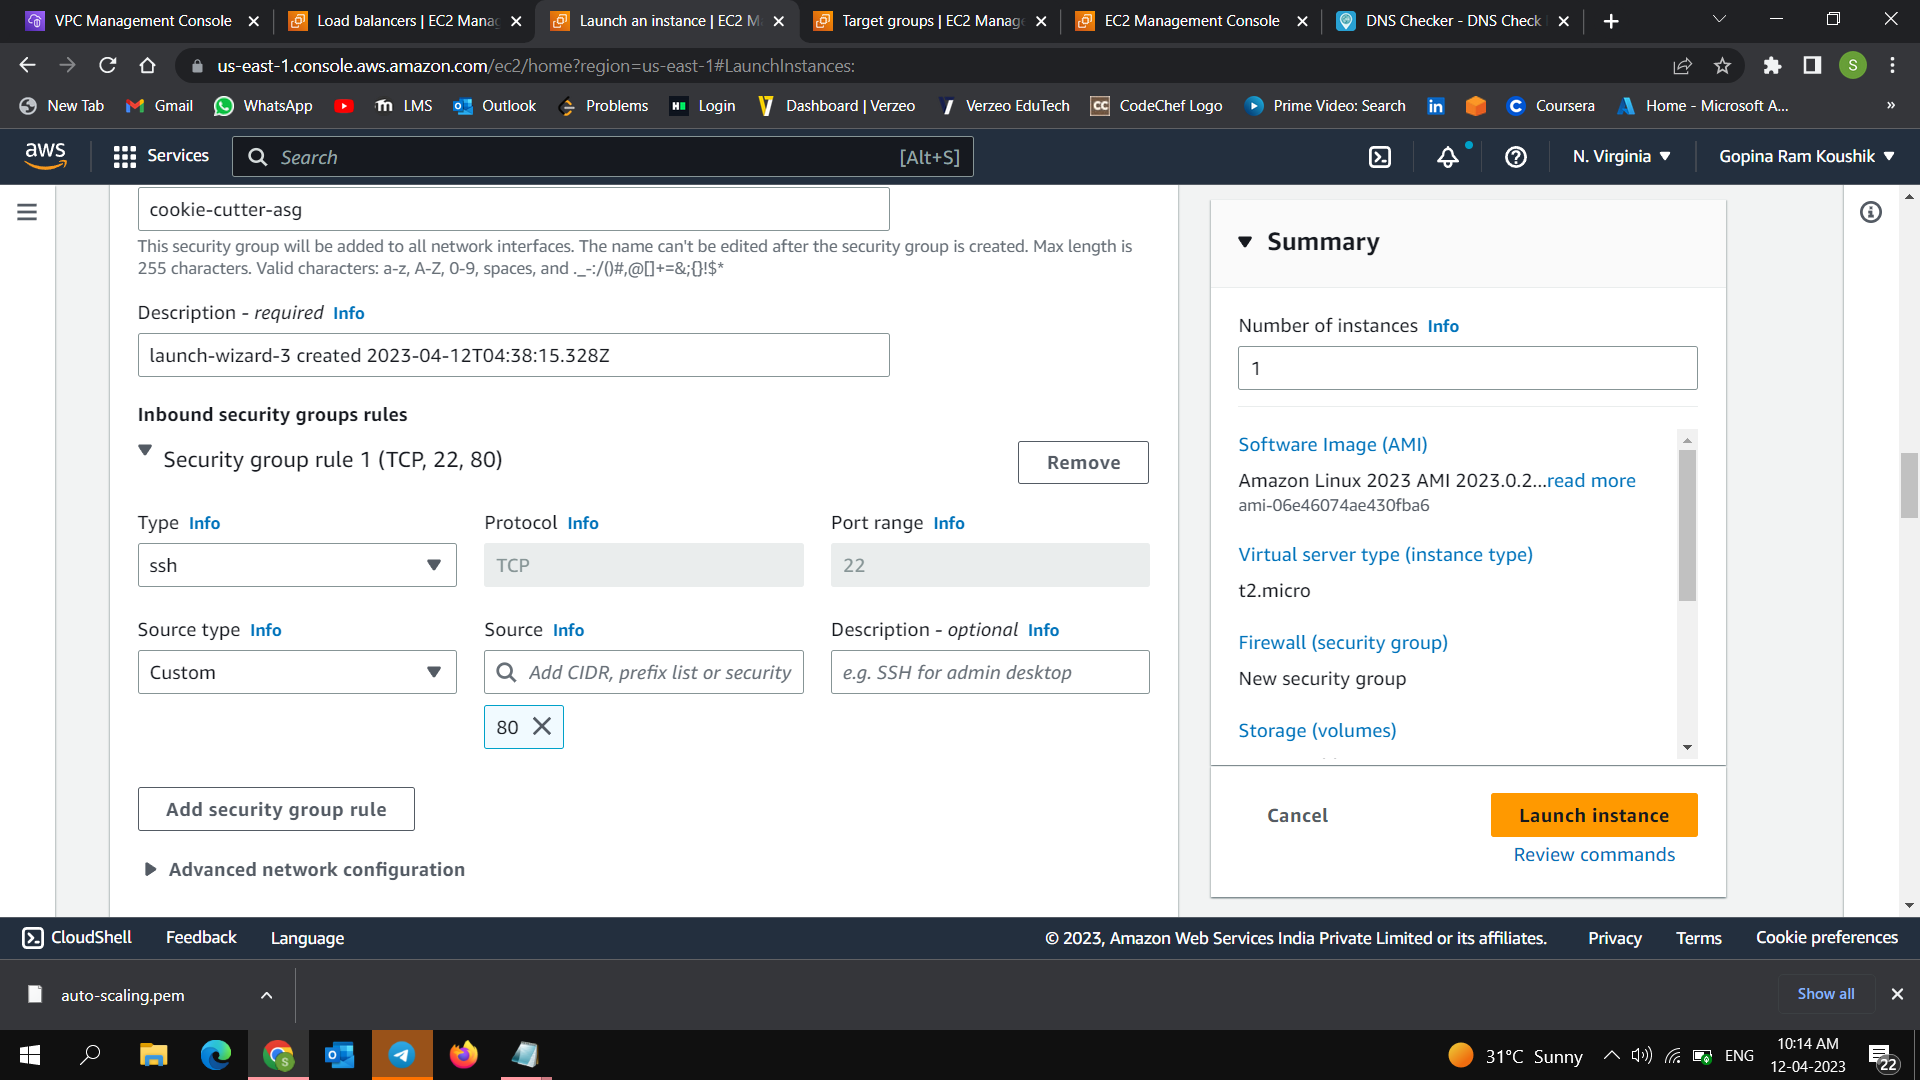 VPC Management Console
Load balancers | EC2 Mana
Launch an instance | EC2 M
Target groups | EC2 Manage
EC2 Management Console
DNS Checker - DNS Check
us-east-1.console.aws.amazon.com/ec2/home?region=us-east-1#LaunchInstances:
S
New Tab
Gmail
WhatsApp
LMS
Outlook
Problems
Login
Dashboard | Verzeo
Verzeo EduTech
CC
CodeChef Logo
Prime Video: Search
in
Coursera
Home - Microsoft A...
»
aws
Services
Search
[Alt+S]
N. Virginia
Gopina Ram Koushik
cookie-cutter-asg
This security group will be added to all network interfaces. The name can't be edited after the security group is created. Max length is
255 characters. Valid characters: a-z, A-Z, 0-9, spaces, and ._-:/()#,@[]+=&;{}!$*
Description - required Info
launch-wizard-3 created 2023-04-12T04:38:15.328Z
Inbound security groups rules
Security group rule 1 (TCP, 22, 80)
Remove
Type Info
Protocol Info
Port range Info
ssh
TCP
22
Source type Info
Source Info
Description - optional Info
Custom
Add CIDR, prefix list or security
e.g. SSH for admin desktop
80
Add security group rule
Advanced network configuration
Summary
Number of instances Info
1
Software Image (AMI)
Amazon Linux 2023 AMI 2023.0.2...read more
ami-06e46074ae430fba6
Virtual server type (instance type)
t2.micro
Firewall (security group)
New security group
Storage (volumes)
Cancel
Launch instance
Review commands
CloudShell
Feedback
Language
© 2023, Amazon Web Services India Private Limited or its affiliates.
Privacy
Terms
Cookie preferences
auto-scaling.pem
Show all
31°C Sunny
ENG
10:14 AM
12-04-2023
22